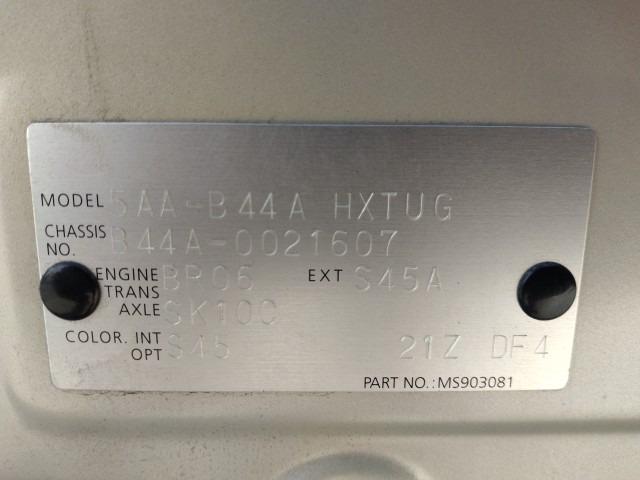 MODEL 5AA-B44A HXTUG
CHASSIS NO. B44A-0021607
ENGINE BR06 EXT S45A
TRANS AXLE SK10C
COLOR. INT S45
OPT 21Z DF4
PART NO.:MS903081